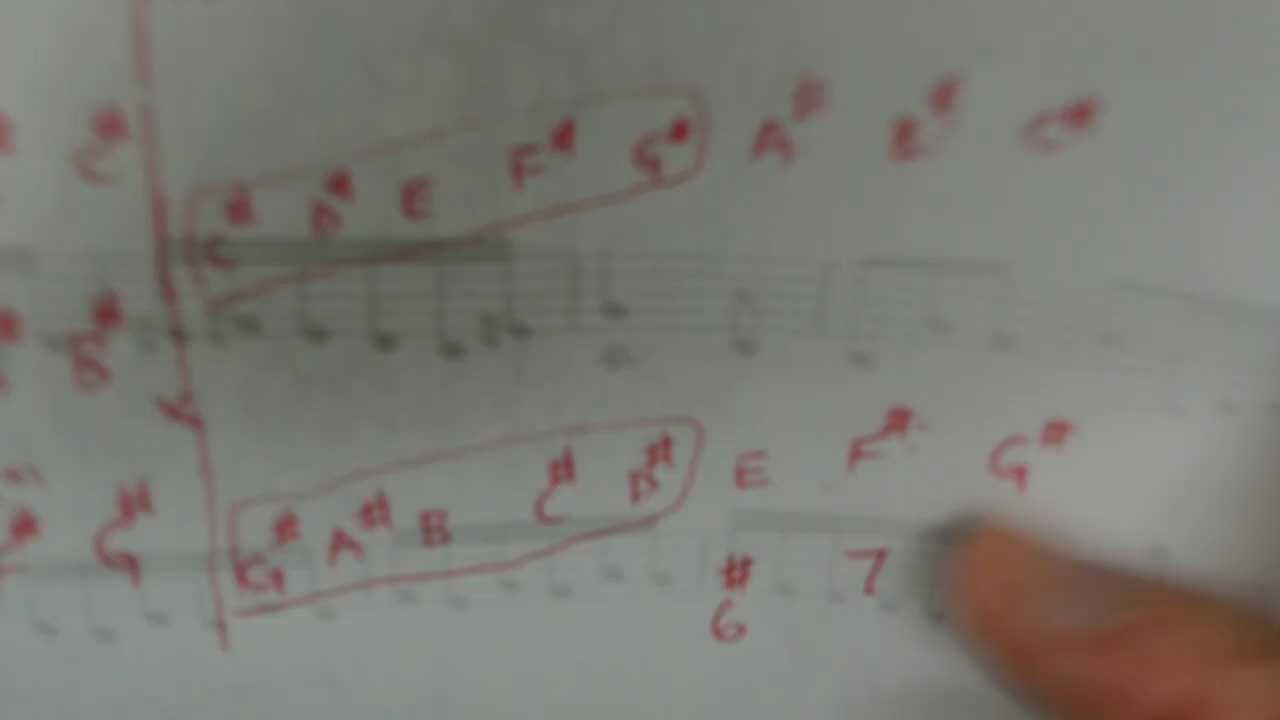 C# C# D# E F# G# A# B# C#
B#
G# G# A# B C# D# E F# G#
# 7
6